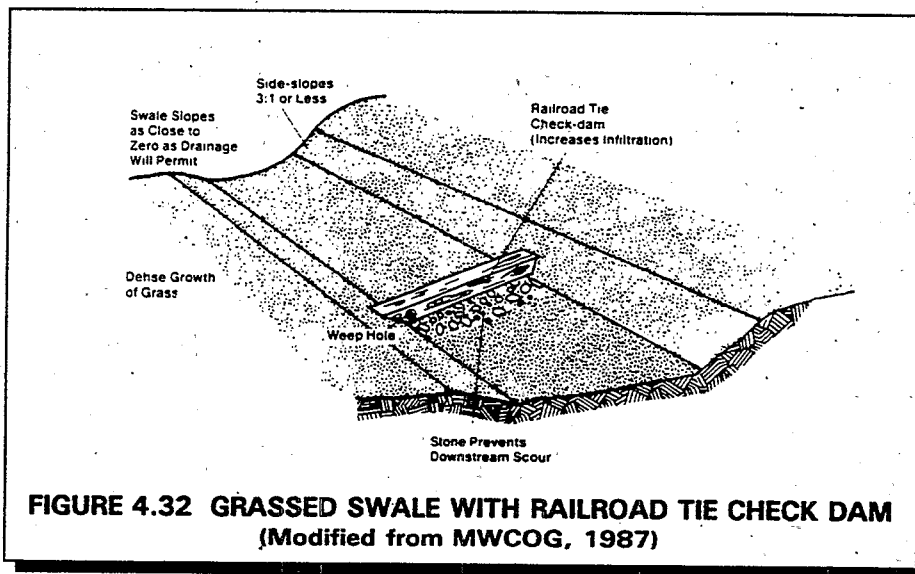 Side-slopes
3:1 or Less
Swale Slopes
as Close to
Zero as Drainage
Will Permit
Railroad Tie
Check-dam
(Increases Infiltration)
Dense Growth
of Grass
Weep Hole
Stone Prevents
Downstream Scour
FIGURE 4.32 GRASSED SWALE WITH RAILROAD TIE CHECK DAM
(Modified from MWCOG, 1987)